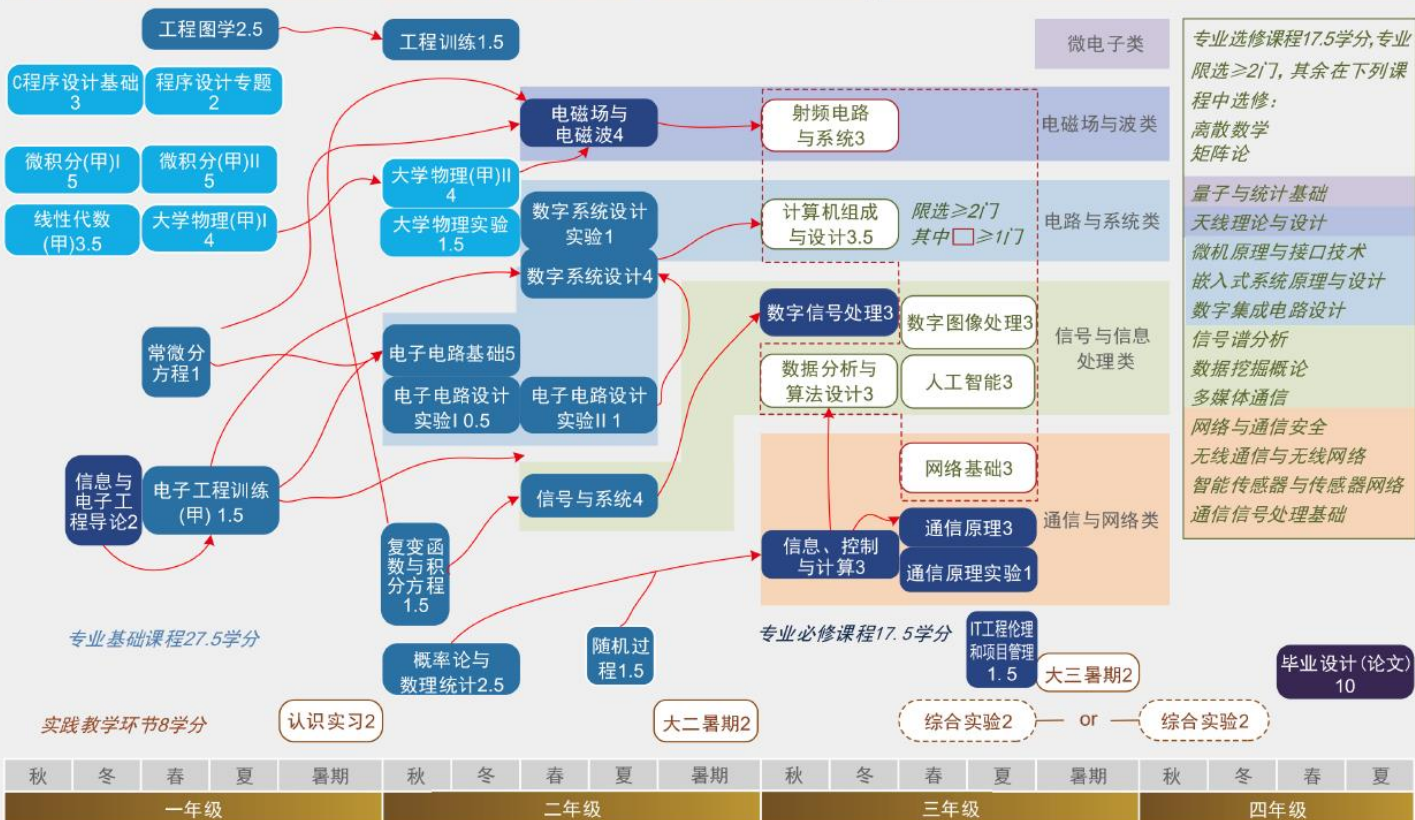 工程图学2.5
工程训练1.5
微电子类
C程序设计基础
3
程序设计专题
2
电磁场与
电磁波4
射频电路
与系统3
电磁场与波类
微积分(甲)I
5
微积分(甲)II
5
大学物理(甲)II
4
线性代数
(甲)3.5
大学物理(甲)I
4
大学物理实验
1.5
数字系统设计
实验1
计算机组成
与设计3.5
限选≥2门
其中□≥1门
电路与系统类
数字系统设计4
常微分
方程1
电子电路基础5
数字信号处理3
数字图像处理3
信号与信息
处理类
电子电路设计
实验I 0.5
电子电路设计
实验II 1
数据分析与
算法设计3
人工智能3
信息与
电子工
程导论2
电子工程训练
(甲) 1.5
信号与系统4
网络基础3
复变函
数与积
分方程
1.5
信息、控制
与计算3
通信原理3
通信原理实验1
通信与网络类
专业基础课程27.5学分
概率论与
数理统计2.5
随机过
程1.5
专业必修课程17.5学分
IT工程伦理
和项目管理
1.5
大三暑期2
毕业设计(论文)
10
实践教学环节8学分
认识实习2
大二暑期2
综合实验2
or
综合实验2
专业选修课程17.5学分,专业
限选≥2门, 其余在下列课
程中选修:
离散数学
矩阵论
量子与统计基础
天线理论与设计
微机原理与接口技术
嵌入式系统原理与设计
数字集成电路设计
信号谱分析
数据挖掘概论
多媒体通信
网络与通信安全
无线通信与无线网络
智能传感器与传感器网络
通信信号处理基础
秋 冬 春 夏 暑期 秋 冬 春 夏 暑期 秋 冬 春 夏 暑期 秋 冬 春 夏
一年级 二年级 三年级 四年级